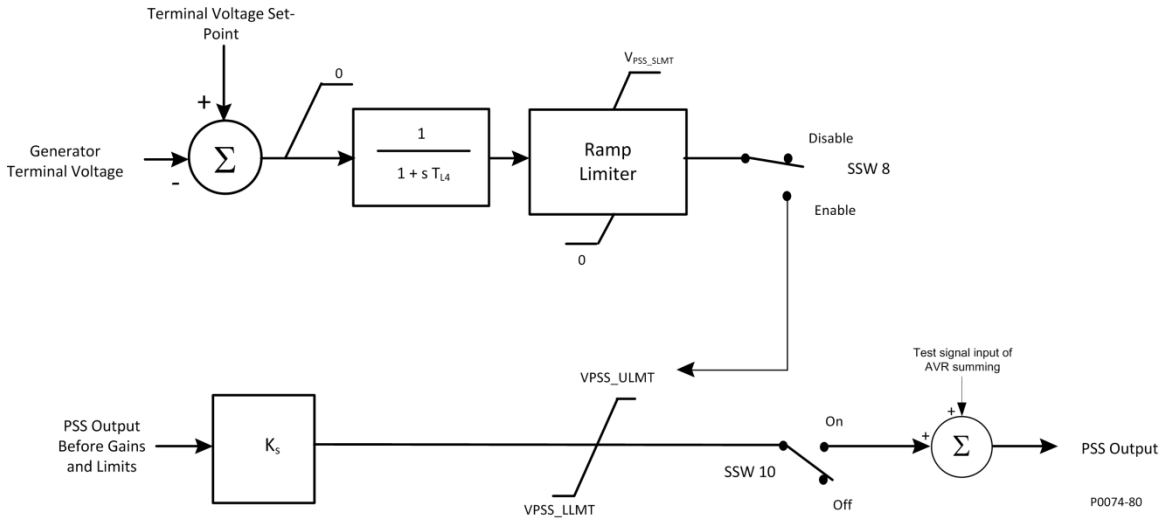 Terminal Voltage Set-
Point
0
V_PSS_SLMT
+
Generator
Terminal Voltage
-
Σ
1
1 + s T_L4
Ramp
Limiter
Disable
SSW 8
Enable
0
VPSS_ULMT
Test signal input of
AVR summing
PSS Output
Before Gains
and Limits
K_s
On
+
+
Σ
PSS Output
SSW 10
Off
VPSS_LLMT
P0074-80